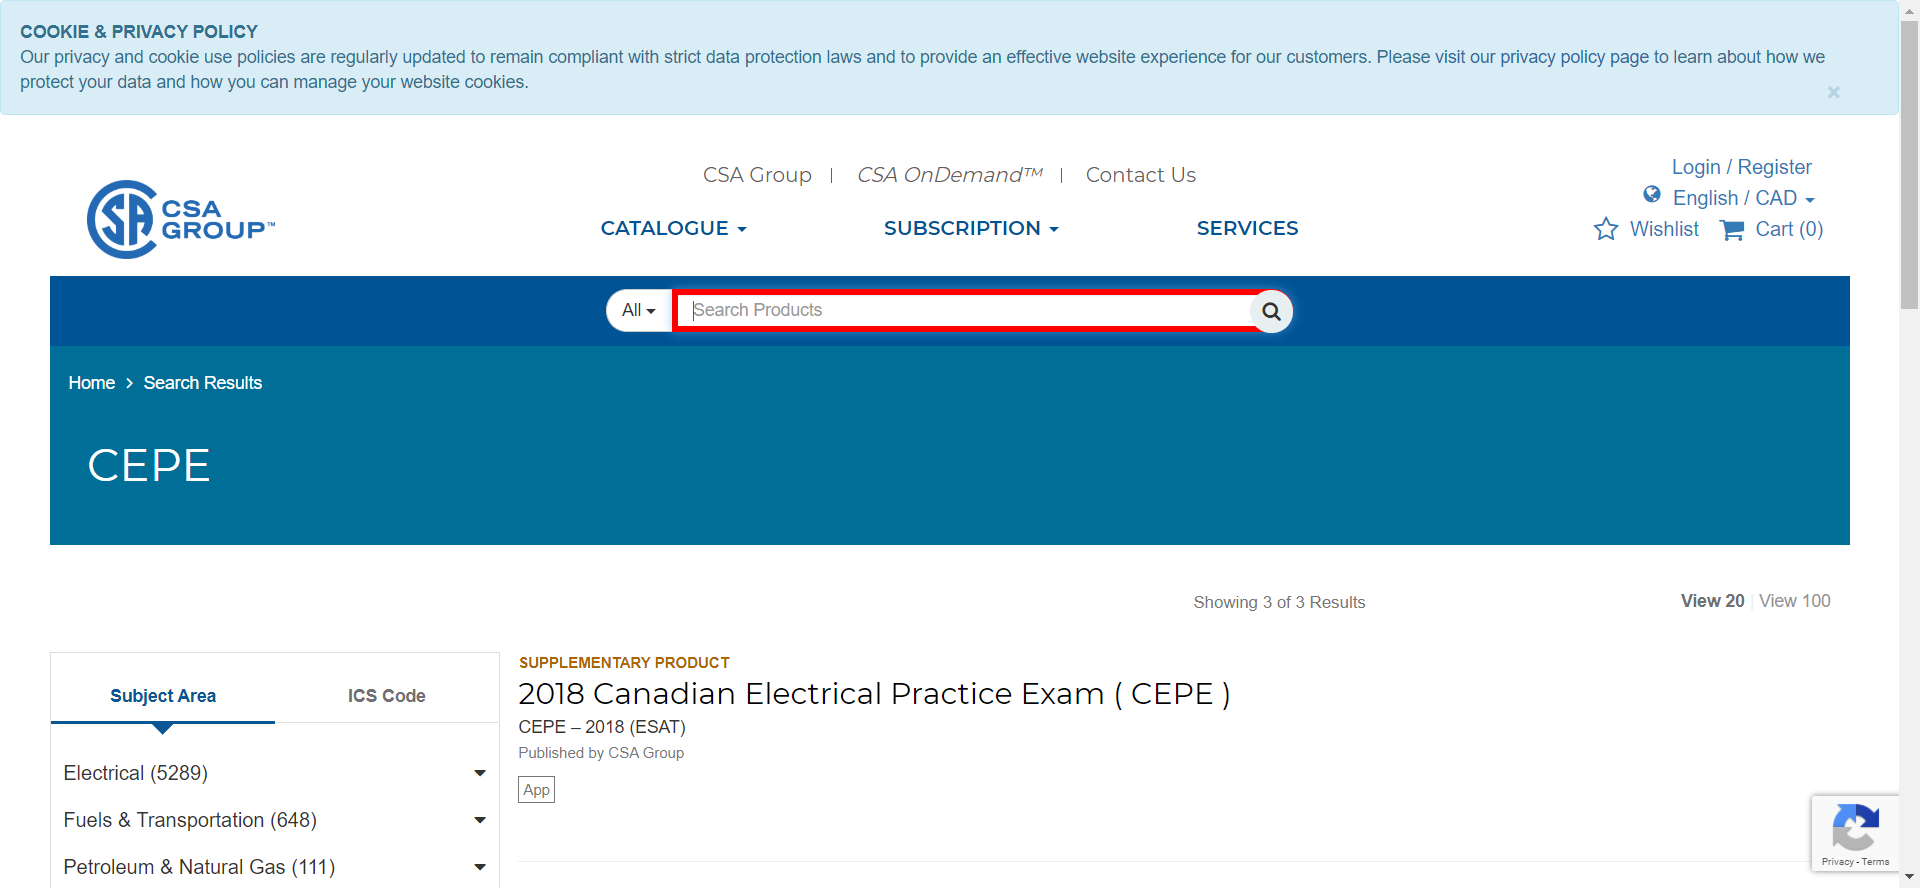 COOKIE & PRIVACY POLICY
Our privacy and cookie use policies are regularly updated to remain compliant with strict data protection laws and to provide an effective website experience for our customers. Please visit our privacy policy page to learn about how we
protect your data and how you can manage your website cookies.
×
CSA Group | CSA OnDemand™ | Contact Us
Login / Register
English / CAD
CSA
GROUP™
CATALOGUE SUBSCRIPTION SERVICES
Wishlist Cart (0)
All Search Products
Home > Search Results
CEPE
Showing 3 of 3 Results
View 20 | View 100
Subject Area ICS Code
Electrical (5289)
Fuels & Transportation (648)
Petroleum & Natural Gas (111)
SUPPLEMENTARY PRODUCT
2018 Canadian Electrical Practice Exam ( CEPE )
CEPE – 2018 (ESAT)
Published by CSA Group
App
Privacy - Terms